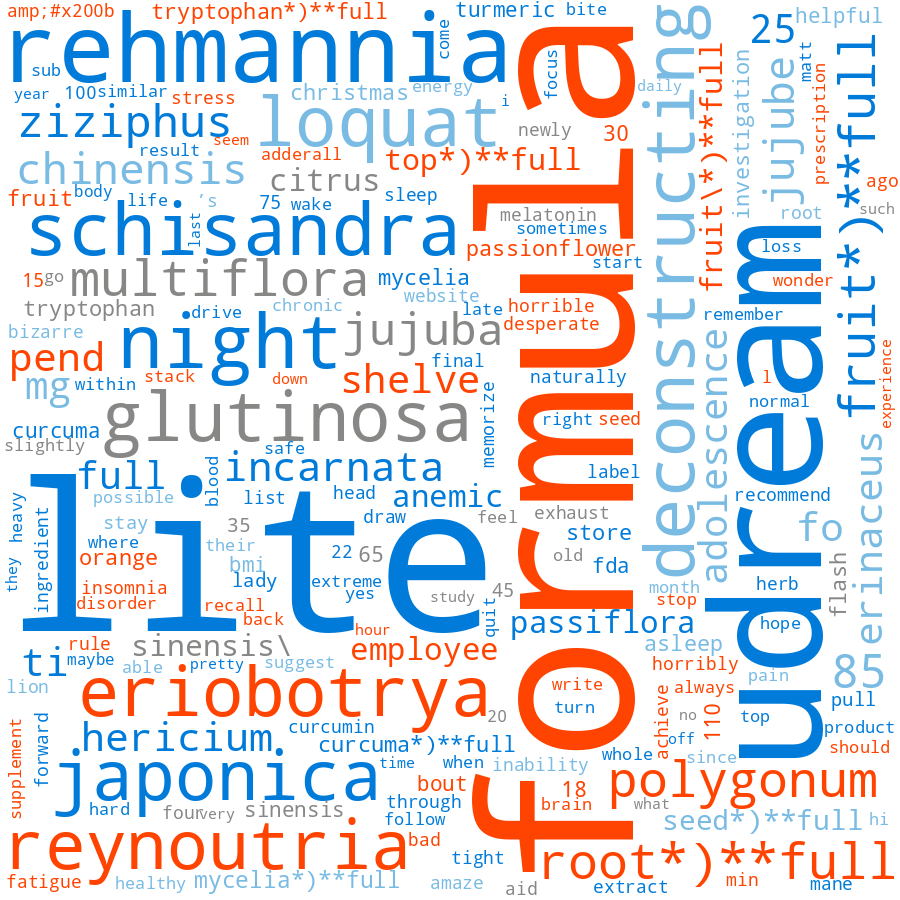 amp;#x200b
tryptophan*)**full
turmeric
bite
helpful
rehmannia
come
formula
deconstructing
25
sub
year
100
similar
stress
christmas
energy
i
focus
daily
matt
ziziphus
result
seem
loquat
newly
30
fruit\*)**full
investigation
jujube
prescription
fruit*)**full
chinensis
adderall
top*)**full
citrus
fruit
body
life
's
last
75
wake
sleep
melatonin
sometimes
root
ago
such
schisandra
passionflower
start
loss
15
go
multiflora
mycelia
website
wonder
tryptophan
drive
chronic
late
horrible
desperate
remember
udream
bizarre
night
jujuba
final
pend
mg
within
stack
down
shelve
naturally
adolescence
l
normal
experience
glutinosa
memorize
right
seed
curcuma
slightly
safe
full
blood
incarnata
label
erinaceus
lite
possible
list
head
anemic
recommend
stay
35
draw
feel
exhaust
store
fo
they
heavy
ingredient
where
their
22
65
old
fda
flash
orange
bmi
lady
extreme
yes
study
45
month
herb
insomnia
disorder
recall
back
quit
stop
hope
rule
hour
passiflora
sinensis\
employee
asleep
ti
maybe
able
pretty
suggest
horribly
pain
85
lion
eriobotrya
write
turn
achieve
always
110
no
top
pull
20
product
supplement
forward
hericium
curcumin
curcuma*)**full
off
since
should
japonica
time
when
inability
whole
polygonum
bout
18
brain
what
hard
four
very
sinensis
through
follow
seed*)**full
hi
reynoutria
bad
tight
root*)**full
fatigue
healthy
mycelia*)**full
amaze
aid
extract
min
mane